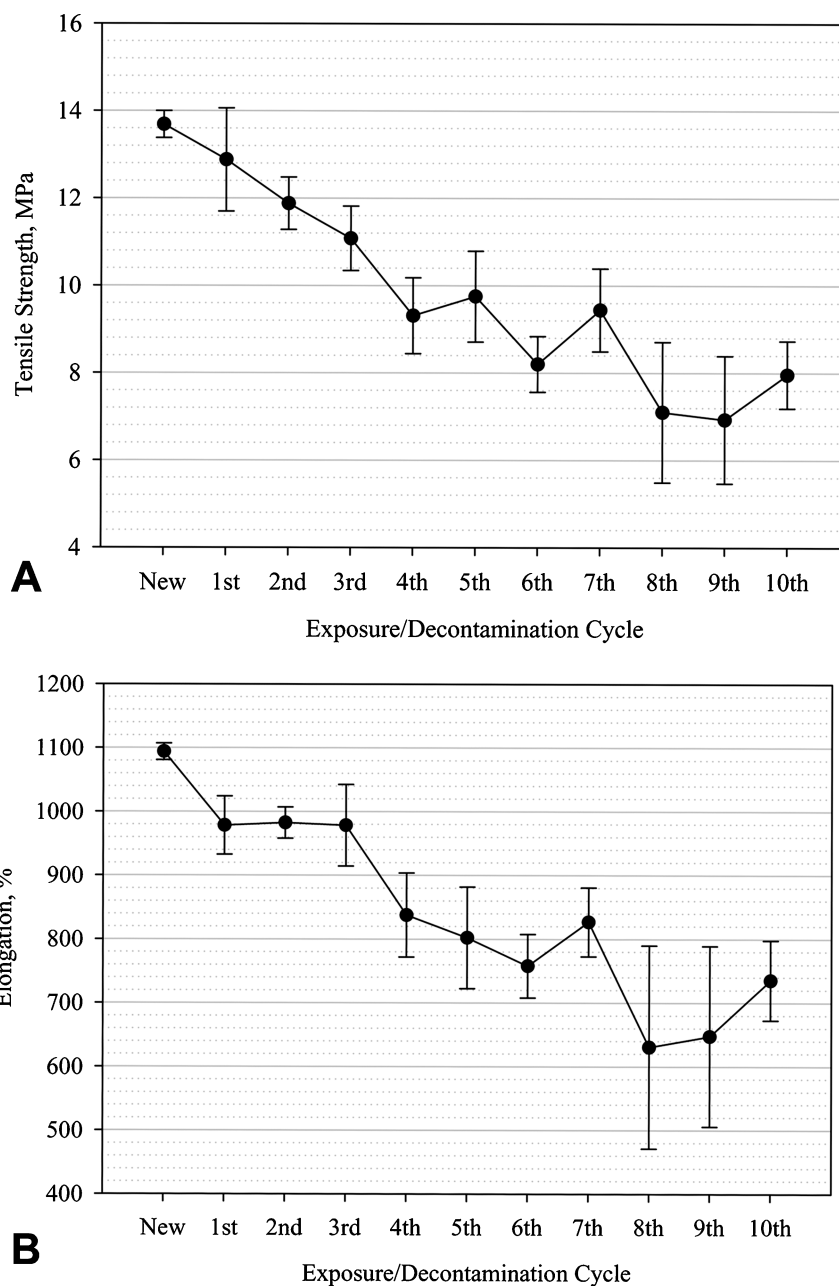 16
14
12
10
8
6
4
Tensile Strength, MPa
New 1st 2nd 3rd 4th 5th 6th 7th 8th 9th 10th
Exposure/Decontamination Cycle
A
1200
1100
1000
900
800
700
600
500
400
Elongation, %
New 1st 2nd 3rd 4th 5th 6th 7th 8th 9th 10th
Exposure/Decontamination Cycle
B